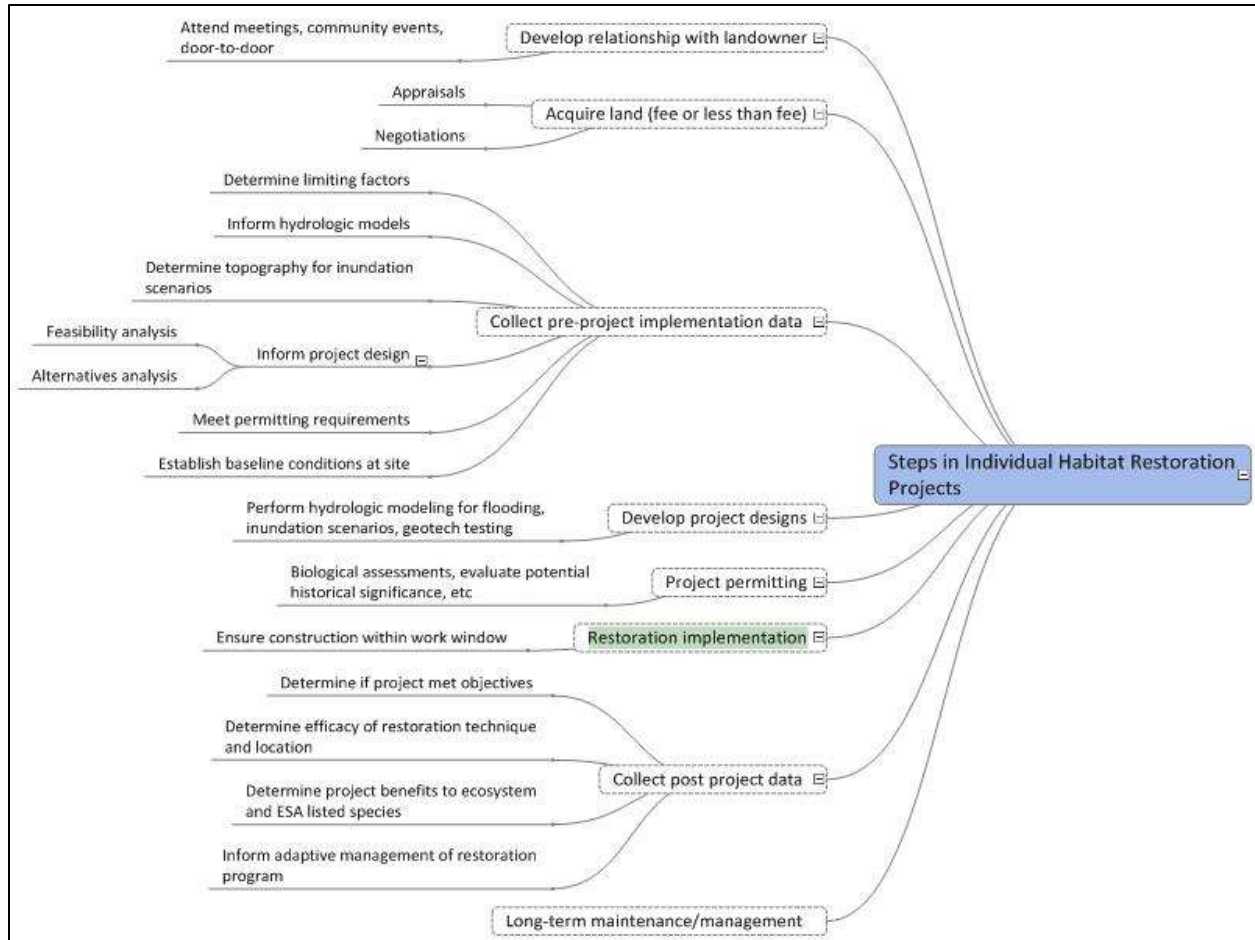 Attend meetings, community events,
door-to-door
Develop relationship with landowner
Appraisals
Acquire land (fee or less than fee)
Negotiations
Determine limiting factors
Inform hydrologic models
Determine topography for inundation
scenarios
Collect pre-project implementation data
Feasibility analysis
Inform project design
Alternatives analysis
Meet permitting requirements
Establish baseline conditions at site
Steps in Individual Habitat Restoration
Projects
Perform hydrologic modeling for flooding,
inundation scenarios, geotech testing
Develop project designs
Biological assessments, evaluate potential
historical significance, etc
Project permitting
Ensure construction within work window
Restoration implementation
Determine if project met objectives
Determine efficacy of restoration technique
and location
Collect post project data
Determine project benefits to ecosystem
and ESA listed species
Inform adaptive management of restoration
program
Long-term maintenance/management